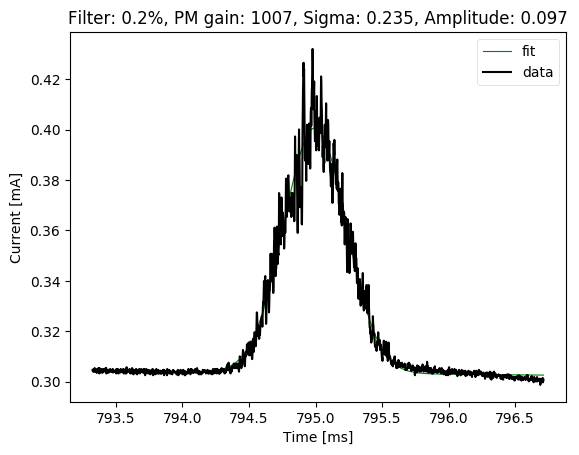 Filter: 0.2%, PM gain: 1007, Sigma: 0.235, Amplitude: 0.097
fit
data
0.42
0.40
0.38
0.36
0.34
0.32
0.30
Current [mA]
793.5 794.0 794.5 795.0 795.5 796.0 796.5
Time [ms]